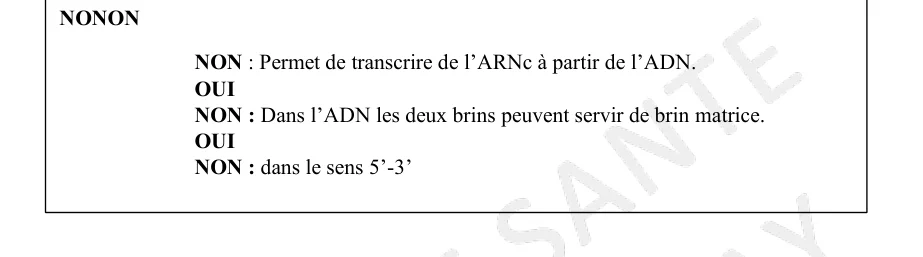 NONON
NON : Permet de transcrire de l’ARNc à partir de l’ADN.
OUI
NON : Dans l’ADN les deux brins peuvent servir de brin matrice.
OUI
NON : dans le sens 5’-3’
SANTE